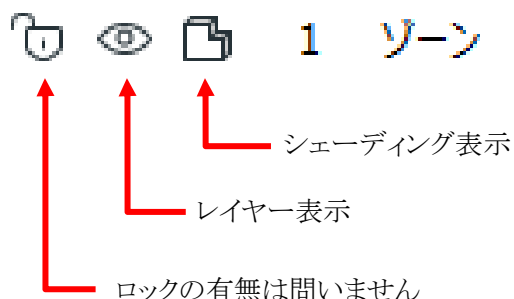 1 ゾーン
シェーディング表示
レイヤー表示
ロックの有無は問いません